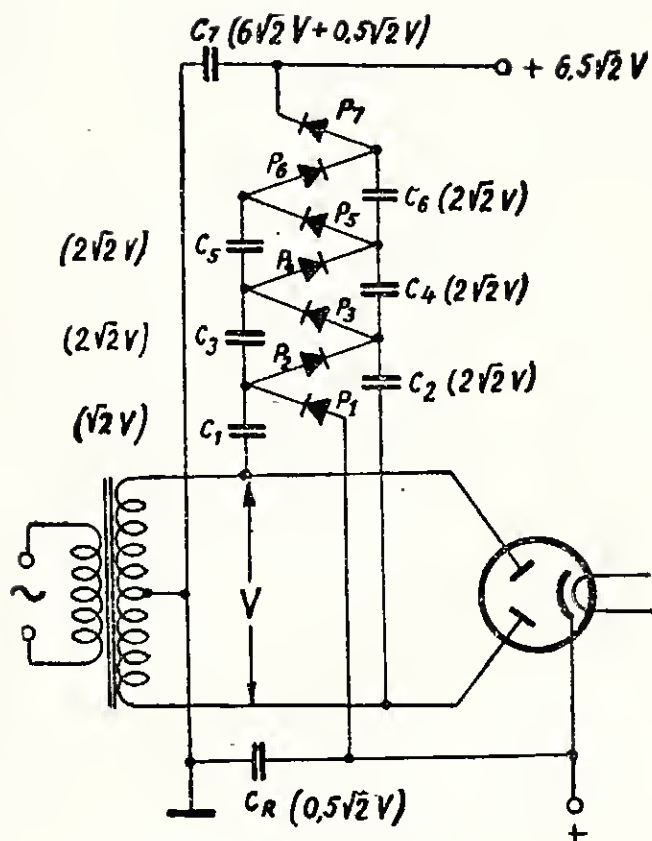 C7 (6√2 V + 0,5√2 V)
+ 6,5√2 V
P7
P6
C6 (2√2 V)
P5
(2√2 V)
C5
P4
C4 (2√2 V)
P3
(2√2 V)
C3
P2
C2 (2√2 V)
P1
(√2 V)
C1
~
V
CR (0,5√2 V)
+